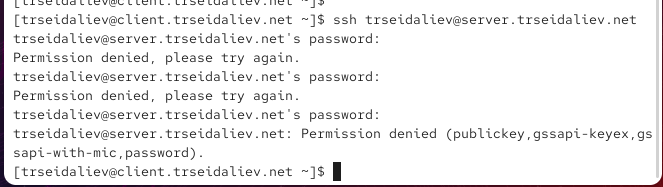 [trseidaliev@client.trseidaliev.net ~]$
[trseidaliev@client.trseidaliev.net ~]$ ssh trseidaliev@server.trseidaliev.net
trseidaliev@server.trseidaliev.net's password:
Permission denied, please try again.
trseidaliev@server.trseidaliev.net's password:
Permission denied, please try again.
trseidaliev@server.trseidaliev.net's password:
trseidaliev@server.trseidaliev.net: Permission denied (publickey,gssapi-keyex,gs
sapi-with-mic,password).
[trseidaliev@client.trseidaliev.net ~]$